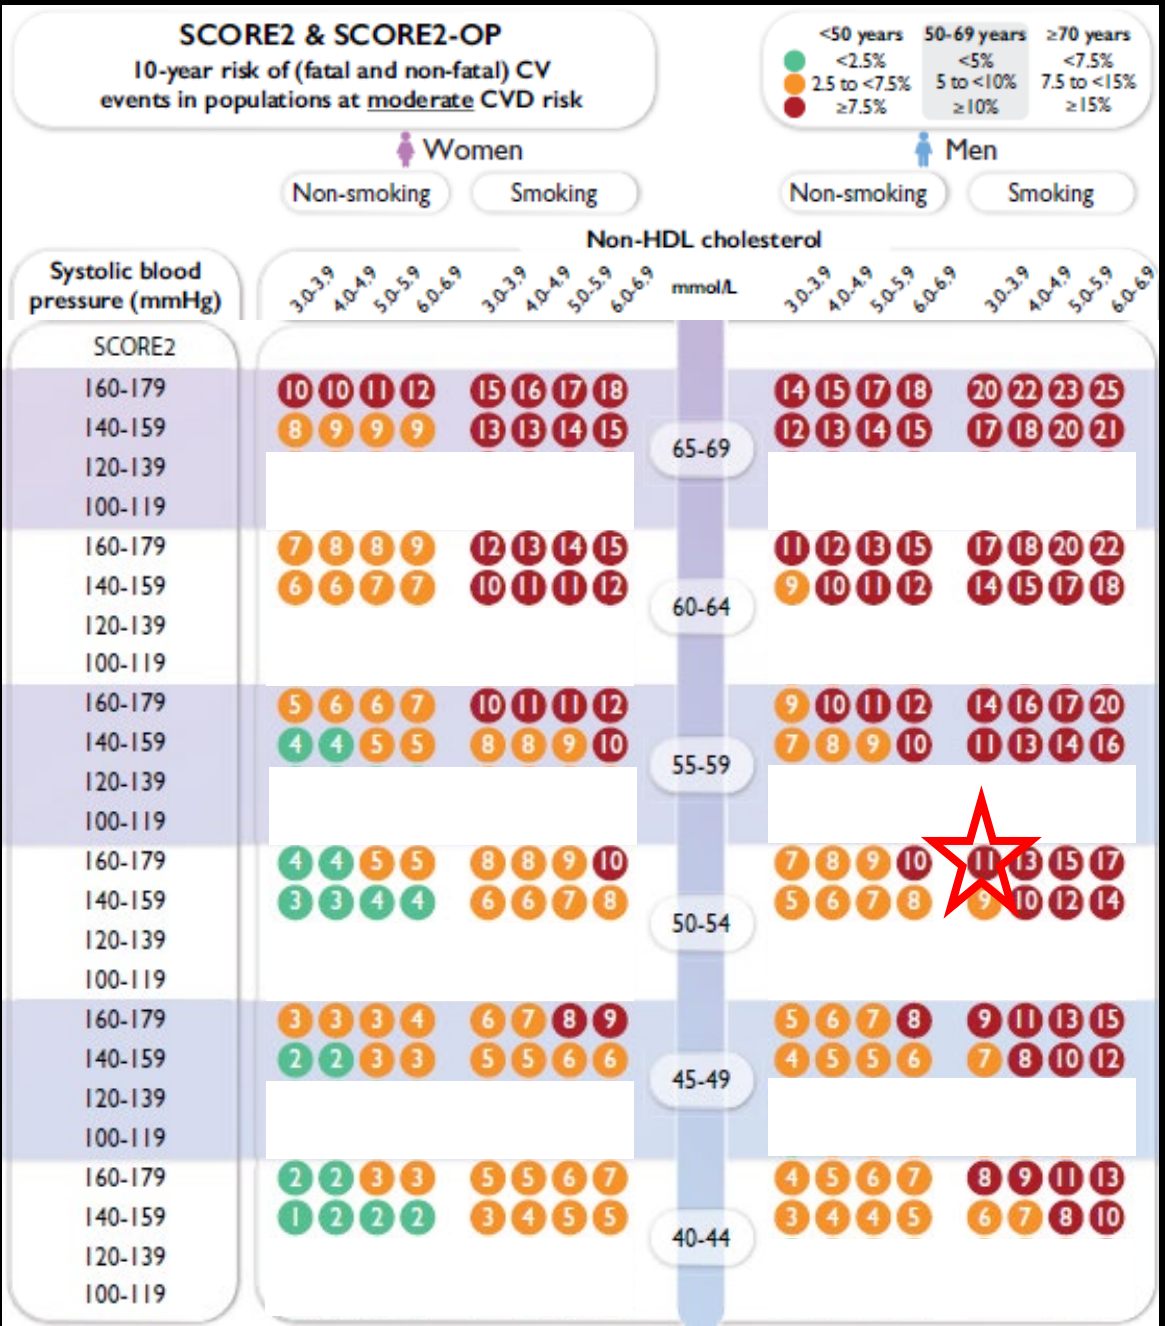 SCORE2 & SCORE2-OP
10-year risk of (fatal and non-fatal) CV
events in populations at moderate CVD risk
<50 years 50-69 years ≥70 years
<2.5% <5% <7.5%
2.5 to <7.5% 5 to <10% 7.5 to <15%
≥7.5% ≥10% ≥15%
Women Men
Non-smoking Smoking Non-smoking Smoking
Non-HDL cholesterol
Systolic blood
pressure (mmHg)
3.0-3.9 4.0-4.9 5.0-5.9 6.0-6.9 3.0-3.9 4.0-4.9 5.0-5.9 6.0-6.9 mmol/L 3.0-3.9 4.0-4.9 5.0-5.9 6.0-6.9 3.0-3.9 4.0-4.9 5.0-5.9 6.0-6.9
SCORE2
160-179 10 10 11 12 15 16 17 18 14 15 17 18 20 22 23 25
140-159 8 9 9 9 13 13 14 15 12 13 14 15 17 18 20 21
65-69
120-139
100-119
160-179 7 8 8 9 12 13 14 15 11 12 13 15 17 18 20 22
140-159 6 6 7 7 10 11 11 12 9 10 11 12 14 15 17 18
60-64
120-139
100-119
160-179 5 6 6 7 10 11 11 12 9 10 11 12 14 16 17 20
140-159 4 4 5 5 8 8 9 10 7 8 9 10 11 13 14 16
55-59
120-139
100-119
160-179 4 4 5 5 8 8 9 10 7 8 9 10 11 13 15 17
140-159 3 3 4 4 6 6 7 8 5 6 7 8 9 10 12 14
50-54
120-139
100-119
160-179 3 3 3 4 6 7 8 9 5 6 7 8 9 11 13 15
140-159 2 2 3 3 5 5 6 6 4 5 5 6 7 8 10 12
45-49
120-139
100-119
160-179 2 2 3 3 5 5 6 7 4 5 6 7 8 9 11 13
140-159 1 2 2 2 3 4 5 5 3 4 4 5 6 7 8 10
40-44
120-139
100-119